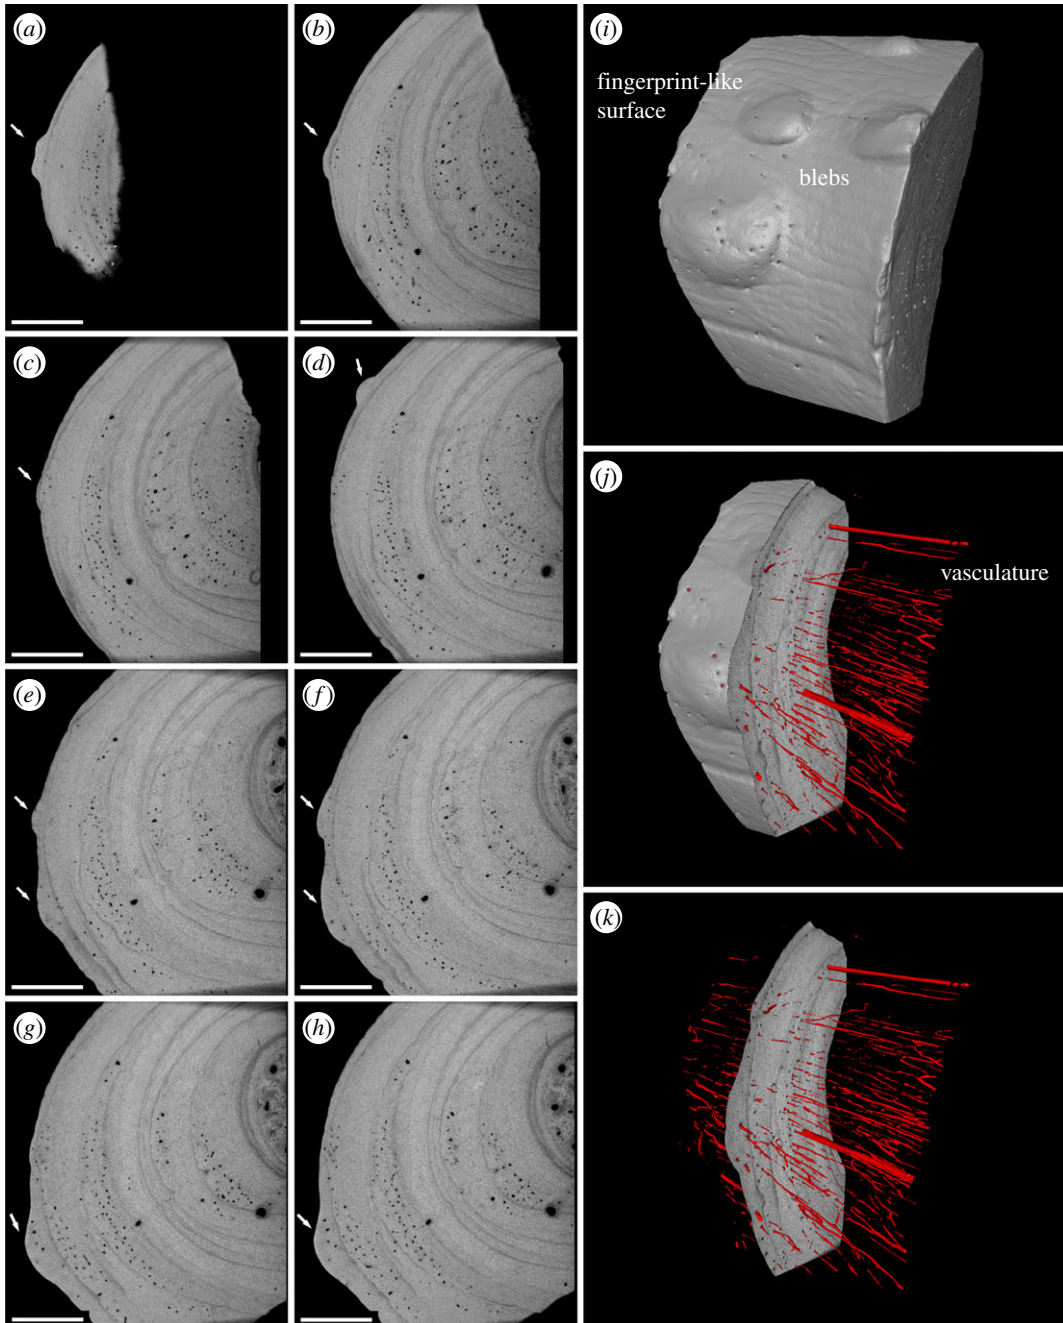 (a)
(b)
(c)
(d)
(e)
(f)
(g)
(h)
(i)
fingerprint-like
surface
blebs
(j)
vasculature
(k)